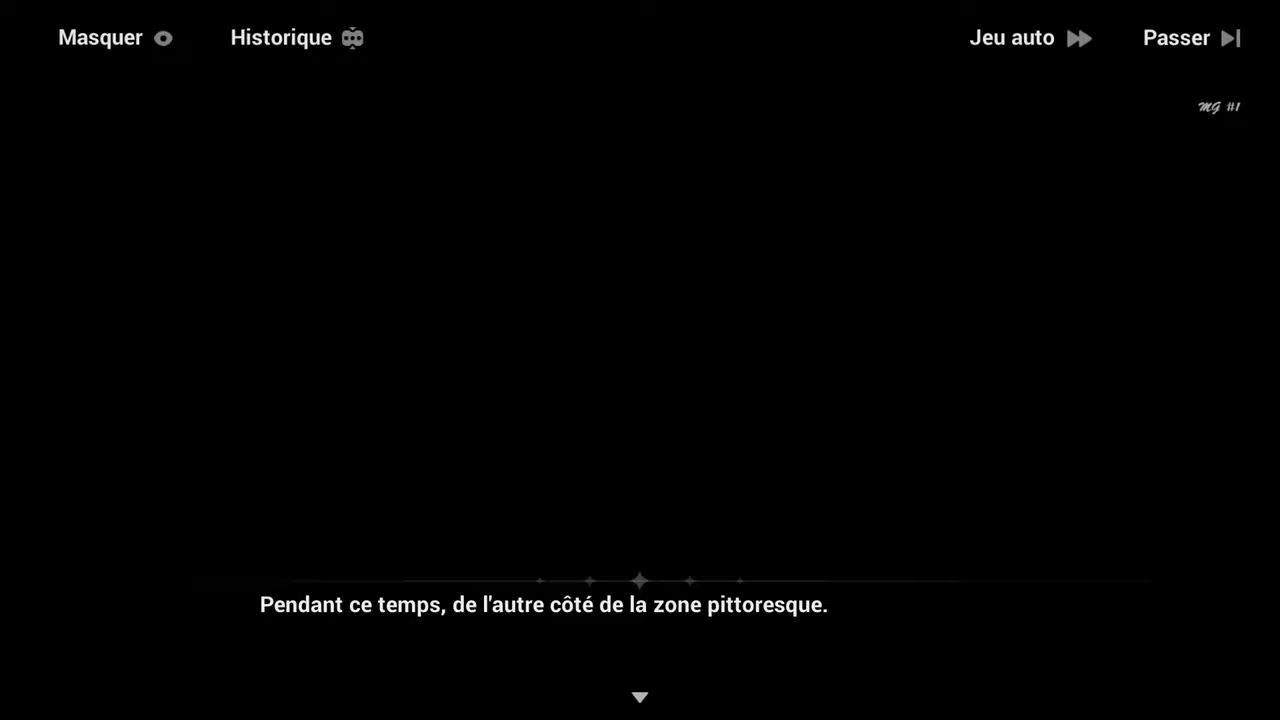 Masquer
Historique
Jeu auto
Passer
MG #1
Pendant ce temps, de l'autre côté de la zone pittoresque.